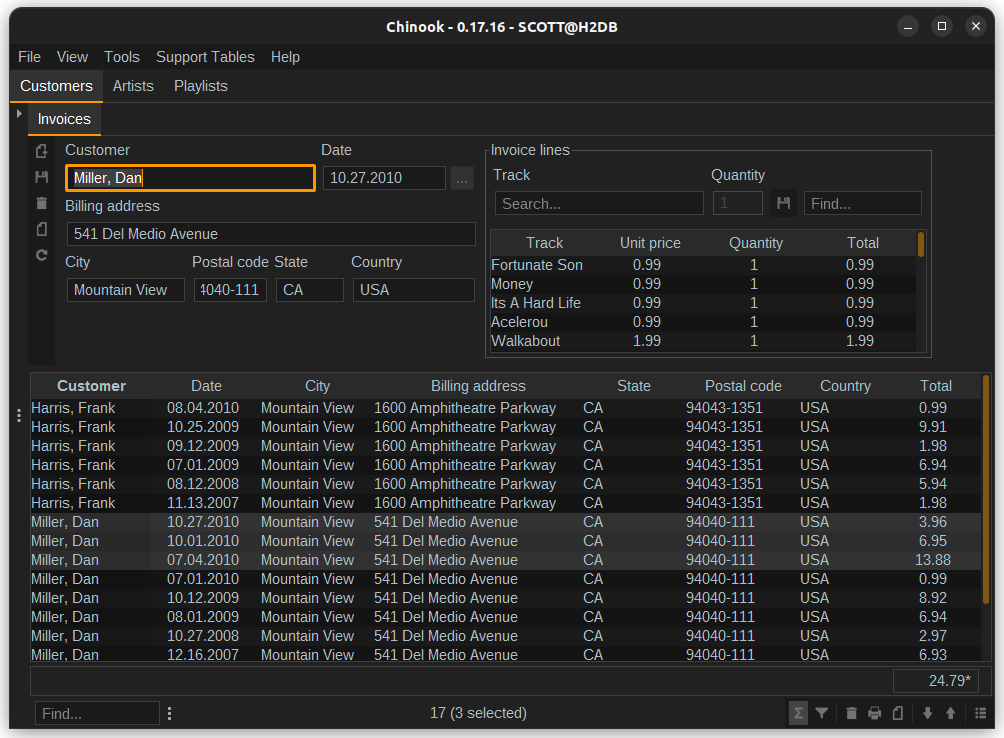 Chinook - 0.17.16 - SCOTT@H2DB
File View Tools Support Tables Help
Customers Artists Playlists
Invoices
Customer Date
Miller, Dan 10.27.2010 ...
Billing address
541 Del Medio Avenue
City Postal code State Country
Mountain View 4040-111 CA USA
Invoice lines
Track Quantity
Search... 1 Find...
Track Unit price Quantity Total
Fortunate Son 0.99 1 0.99
Money 0.99 1 0.99
Its A Hard Life 0.99 1 0.99
Acelerou 0.99 1 0.99
Walkabout 1.99 1 1.99
Customer Date City Billing address State Postal code Country Total
Harris, Frank 08.04.2010 Mountain View 1600 Amphitheatre Parkway CA 94043-1351 USA 0.99
Harris, Frank 10.25.2009 Mountain View 1600 Amphitheatre Parkway CA 94043-1351 USA 9.91
Harris, Frank 09.12.2009 Mountain View 1600 Amphitheatre Parkway CA 94043-1351 USA 1.98
Harris, Frank 07.01.2009 Mountain View 1600 Amphitheatre Parkway CA 94043-1351 USA 6.94
Harris, Frank 08.12.2008 Mountain View 1600 Amphitheatre Parkway CA 94043-1351 USA 5.94
Harris, Frank 11.13.2007 Mountain View 1600 Amphitheatre Parkway CA 94043-1351 USA 1.98
Miller, Dan 10.27.2010 Mountain View 541 Del Medio Avenue CA 94040-111 USA 3.96
Miller, Dan 10.01.2010 Mountain View 541 Del Medio Avenue CA 94040-111 USA 6.95
Miller, Dan 07.04.2010 Mountain View 541 Del Medio Avenue CA 94040-111 USA 13.88
Miller, Dan 07.01.2010 Mountain View 541 Del Medio Avenue CA 94040-111 USA 0.99
Miller, Dan 10.12.2009 Mountain View 541 Del Medio Avenue CA 94040-111 USA 8.92
Miller, Dan 08.01.2009 Mountain View 541 Del Medio Avenue CA 94040-111 USA 6.94
Miller, Dan 10.27.2008 Mountain View 541 Del Medio Avenue CA 94040-111 USA 2.97
Miller, Dan 12.16.2007 Mountain View 541 Del Medio Avenue CA 94040-111 USA 6.93
24.79*
Find... 17 (3 selected) Σ